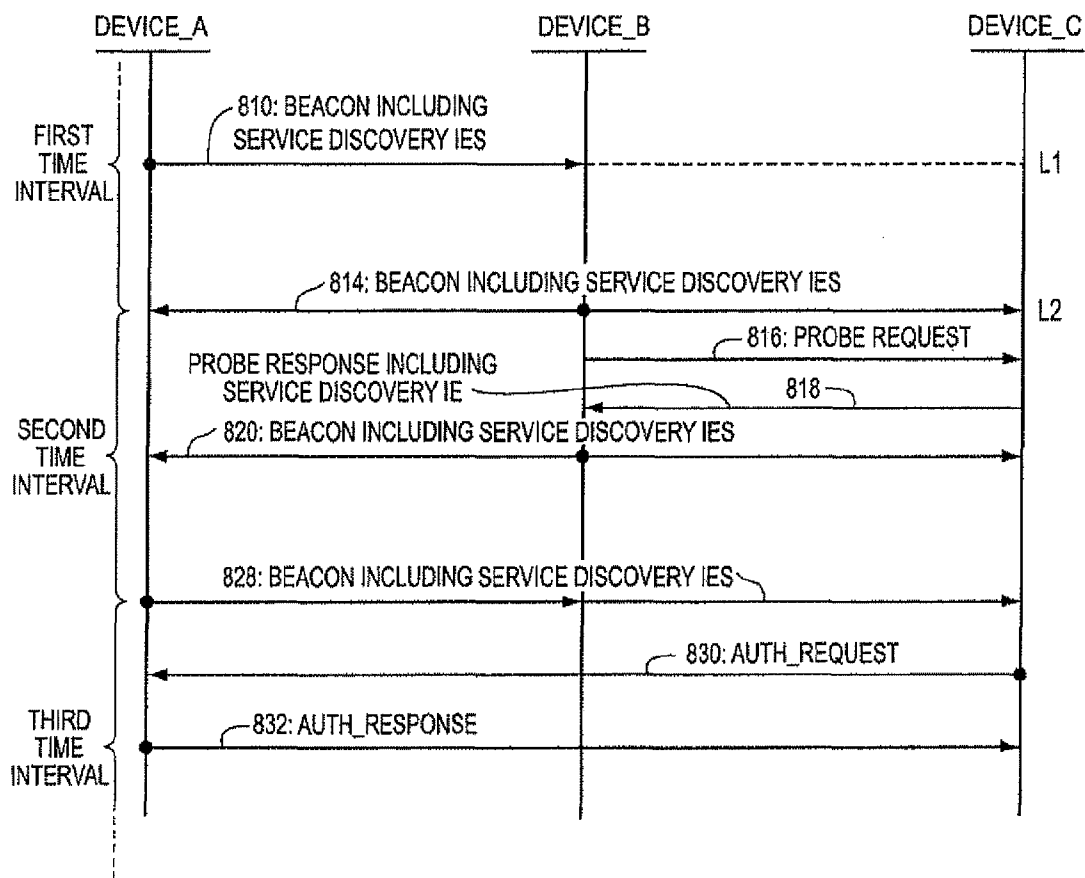 DEVICE_A
DEVICE_B
DEVICE_C
810: BEACON INCLUDING
SERVICE DISCOVERY IES
FIRST
TIME
INTERVAL
L1
814: BEACON INCLUDING SERVICE DISCOVERY IES
L2
816: PROBE REQUEST
PROBE RESPONSE INCLUDING
SERVICE DISCOVERY IE
818
820: BEACON INCLUDING SERVICE DISCOVERY IES
SECOND
TIME
INTERVAL
828: BEACON INCLUDING SERVICE DISCOVERY IES
830: AUTH_REQUEST
832: AUTH_RESPONSE
THIRD
TIME
INTERVAL